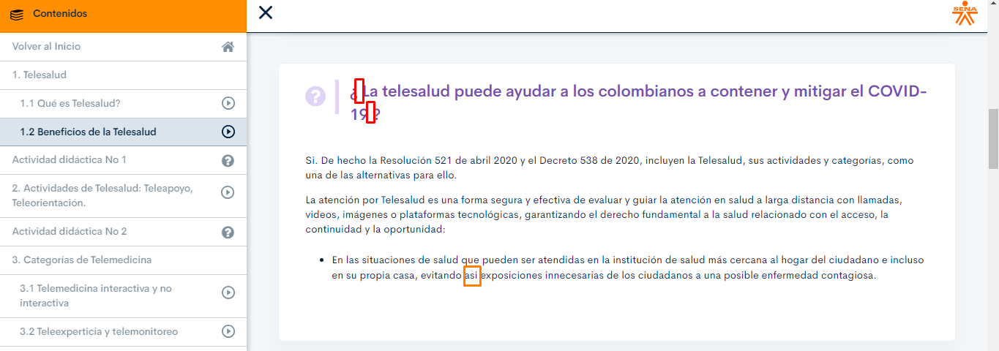 Contenidos
SENA
Volver al Inicio
1. Telesalud
1.1 Qué es Telesalud?
1.2 Beneficios de la Telesalud
Actividad didáctica No 1
2. Actividades de Telesalud: Teleapoyo,
Teleorientación.
Actividad didáctica No 2
3. Categorías de Telemedicina
3.1 Telemedicina interactiva y no
interactiva
3.2 Teleexperticia y telemonitoreo
¿ La telesalud puede ayudar a los colombianos a contener y mitigar el COVID-
19 ?
Si. De hecho la Resolución 521 de abril 2020 y el Decreto 538 de 2020, incluyen la Telesalud, sus actividades y categorías, como
una de las alternativas para ello.
La atención por Telesalud es una forma segura y efectiva de evaluar y guiar la atención en salud a larga distancia con llamadas,
videos, imágenes o plataformas tecnológicas, garantizando el derecho fundamental a la salud relacionado con el acceso, la
continuidad y la oportunidad:
• En las situaciones de salud que pueden ser atendidas en la institución de salud más cercana al hogar del ciudadano e incluso
en su propia casa, evitando asi exposiciones innecesarias de los ciudadanos a una posible enfermedad contagiosa.